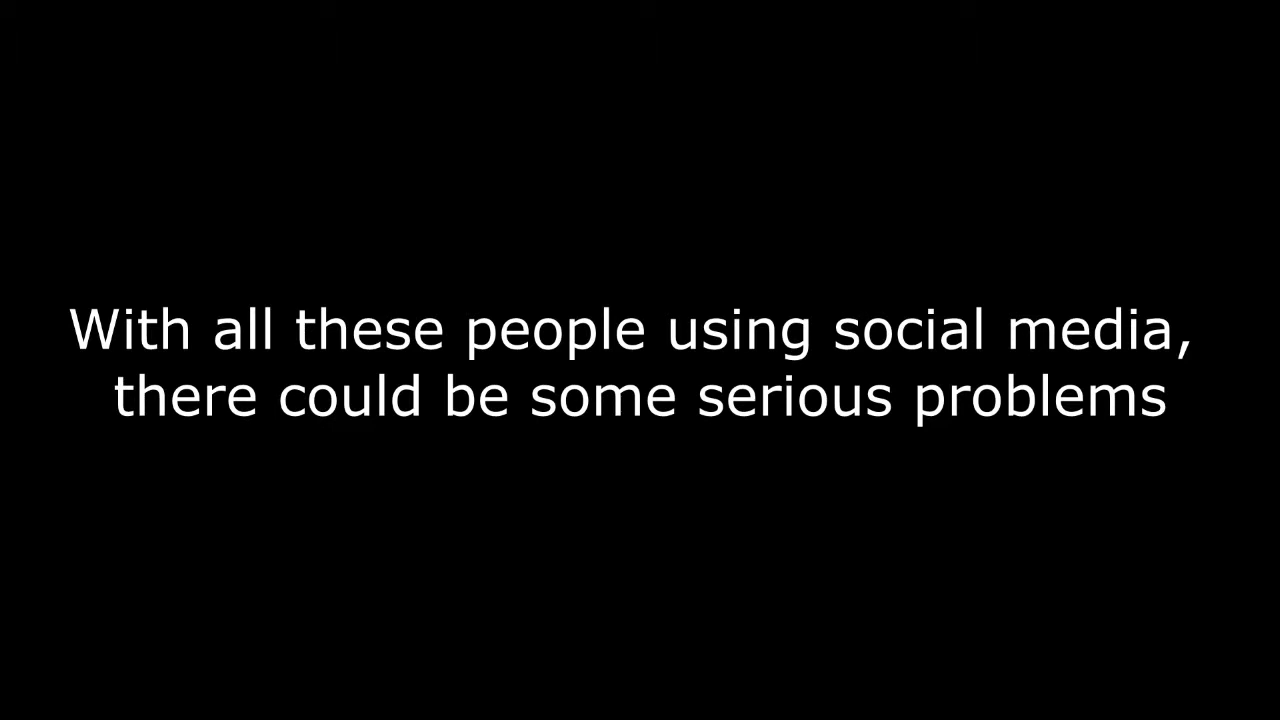 With all these people using social media,
there could be some serious problems